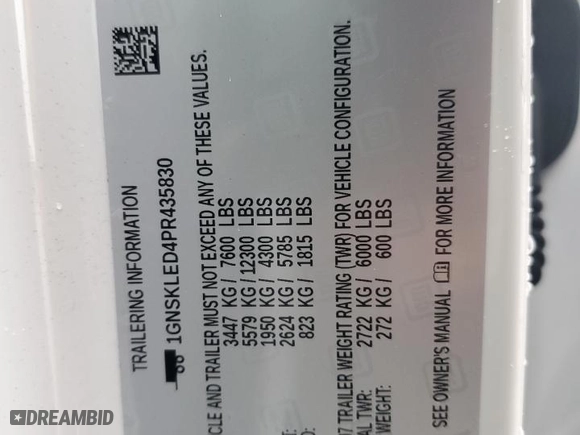 TRAILERING INFORMATION
1GNSKLED4PR435830
CLE AND TRAILER MUST NOT EXCEED ANY OF THESE VALUES.
3447 KG / 7600 LBS
5579 KG / 12300 LBS
1950 KG / 4300 LBS
2624 KG / 5785 LBS
823 KG / 1815 LBS
07 TRAILER WEIGHT RATING (TWR) FOR VEHICLE CONFIGURATION.
AL TWR: 2722 KG / 6000 LBS
WEIGHT: 272 KG / 600 LBS
SEE OWNER'S MANUAL FOR MORE INFORMATION
DREAMBID